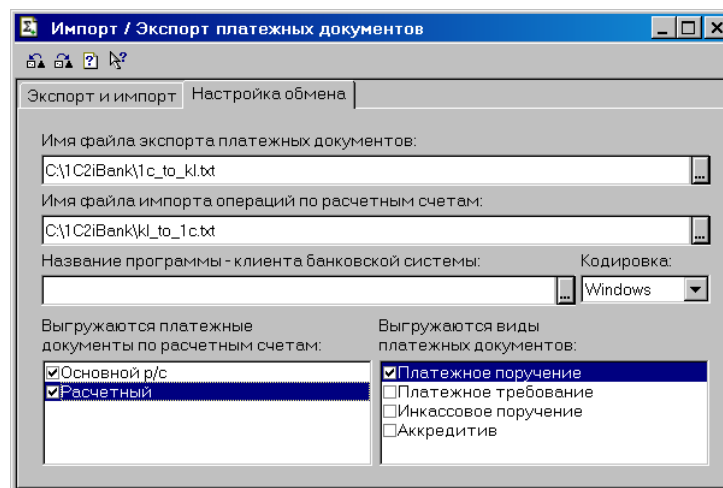 Импорт / Экспорт платежных документов
Экспорт и импорт
Настройка обмена
Имя файла экспорта платежных документов:
C:\1C2iBank\1c_to_kl.txt
...
Имя файла импорта операций по расчетным счетам:
C:\1C2iBank\kl_to_1c.txt
...
Название программы - клиента банковской системы:
Кодировка:
...
Windows
Выгружаются платежные
документы по расчетным счетам:
Основной р/с
Расчетный
Выгружаются виды
платежных документов:
Платежное поручение
Платежное требование
Инкассовое поручение
Аккредитив